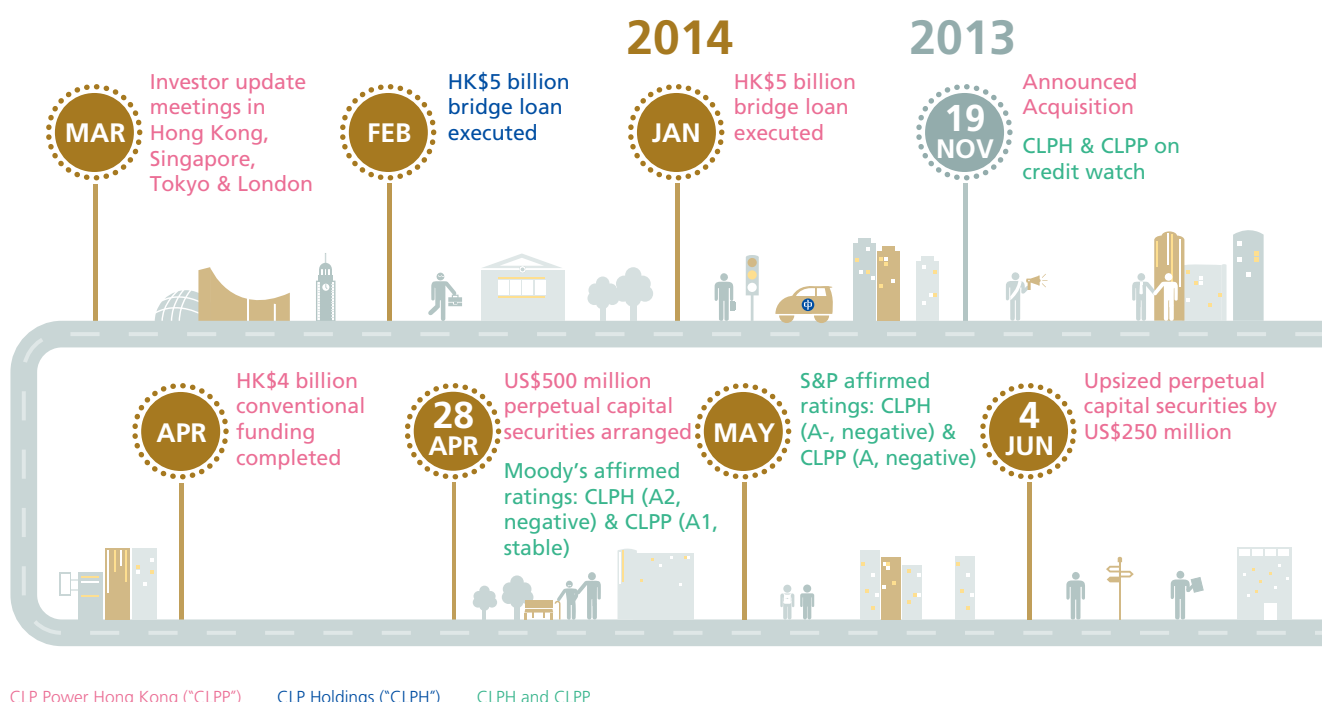 2014
2013
MAR
Investor update
meetings in
Hong Kong,
Singapore,
Tokyo & London
FEB
HK$5 billion
bridge loan
executed
JAN
HK$5 billion
bridge loan
executed
19
NOV
Announced
Acquisition
CLPH & CLPP on
credit watch
APR
HK$4 billion
conventional
funding
completed
28
APR
US$500 million
perpetual capital
securities arranged
Moody’s affirmed
ratings: CLPH (A2,
negative) & CLPP (A1,
stable)
MAY
S&P affirmed
ratings: CLPH
(A-, negative) &
CLPP (A, negative)
4
JUN
Upsized perpetual
capital securities by
US$250 million
CLP Power Hong Kong (“CLPP”)
CLP Holdings (“CLPH”)
CLPH and CLPP